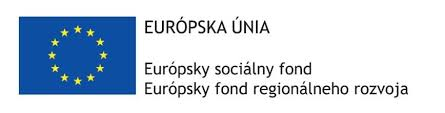 EURÓPSKA ÚNIA
Európsky sociálny fond
Európsky fond regionálneho rozvoja